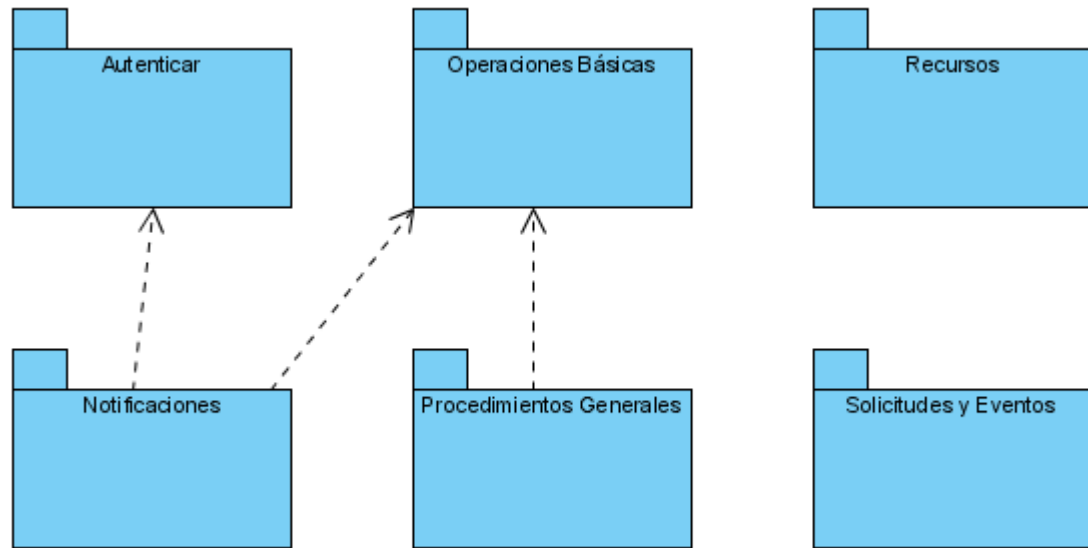 Autenticar
Operaciones Básicas
Recursos
Notificaciones
Procedimientos Generales
Solicitudes y Eventos